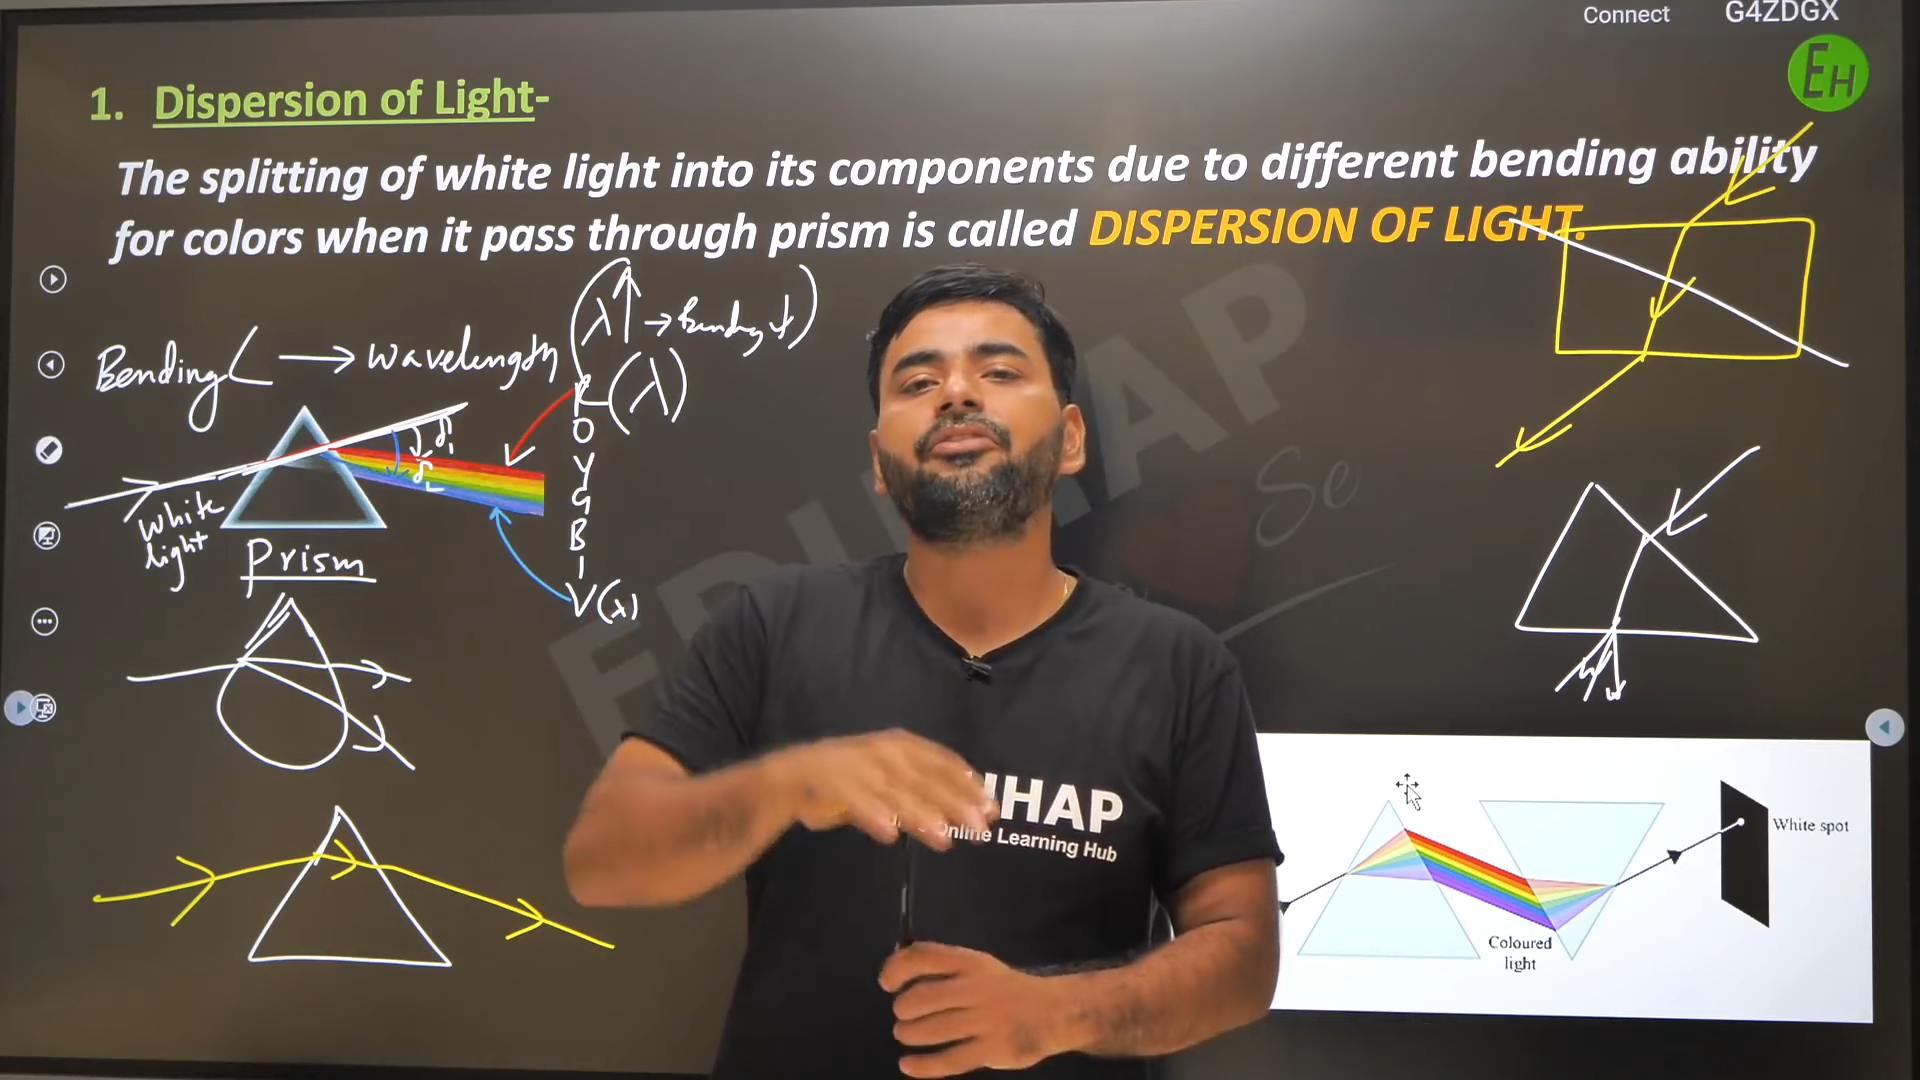 Connect G4ZDGX
EH
1. Dispersion of Light-
The splitting of white light into its components due to different bending ability
for colors when it pass through prism is called DISPERSION OF LIGHT.
(λ↑ → Bending↓)
Bending → wavelength
R (λ)
O
Y
G
B
I
V(λ)
δ1
White
light
Prism
HAP
Online Learning Hub
White spot
Coloured
light